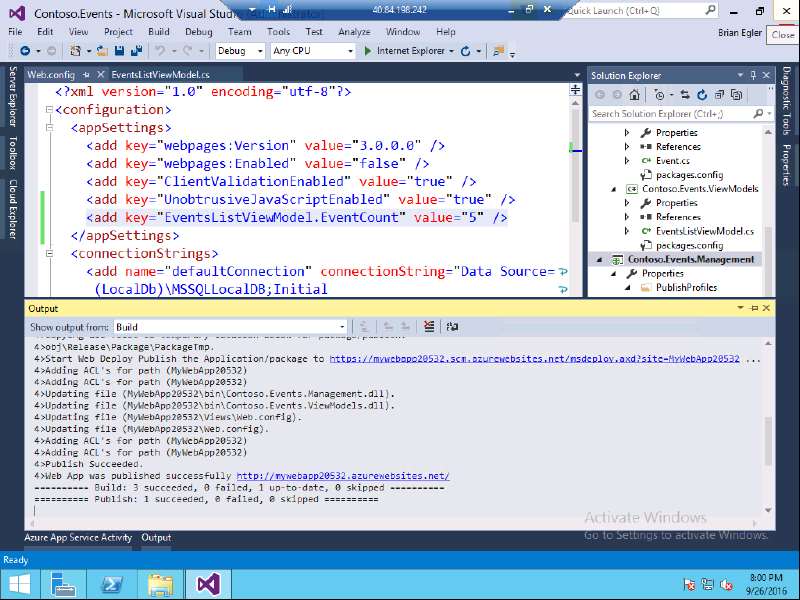 Contoso.Events - Microsoft Visual Stu
40.84.198.242
Quick Launch (Ctrl+Q)
File Edit View Project Build Debug Team Tools Test Analyze Window Help
Brian Egler
Close
Debug Any CPU Internet Explorer
Server Explorer
Toolbox
Cloud Explorer
Web.config EventsListViewModel.cs
<?xml version="1.0" encoding="utf-8"?>
<configuration>
<appSettings>
<add key="webpages:Version" value="3.0.0.0" />
<add key="webpages:Enabled" value="false" />
<add key="ClientValidationEnabled" value="true" />
<add key="UnobtrusiveJavaScriptEnabled" value="true" />
<add key="EventsListViewModel.EventCount" value="5" />
</appSettings>
<connectionStrings>
<add name="defaultConnection" connectionString="Data Source=
(LocalDb)\MSSQLLocalDB;Initial
Solution Explorer
Search Solution Explorer (Ctrl+;)
Properties
References
Event.cs
packages.config
Contoso.Events.ViewModels
Properties
References
EventsListViewModel.cs
packages.config
Contoso.Events.Management
Properties
PublishProfiles
Diagnostic Tools
Properties
Output
Show output from: Build
4>obj\Release\Package\PackageTmp.
4>Start Web Deploy Publish the Application/package to https://mywebapp20532.scm.azurewebsites.net/msdeploy.axd?site=MyWebApp20532 ...
4>Adding ACL's for path (MyWebApp20532)
4>Adding ACL's for path (MyWebApp20532)
4>Updating file (MyWebApp20532\bin\Contoso.Events.Management.dll).
4>Updating file (MyWebApp20532\bin\Contoso.Events.ViewModels.dll).
4>Updating file (MyWebApp20532\Views\Web.config).
4>Updating file (MyWebApp20532\Web.config).
4>Adding ACL's for path (MyWebApp20532)
4>Adding ACL's for path (MyWebApp20532)
4>Publish Succeeded.
4>Web App was published successfully http://mywebapp20532.azurewebsites.net/
========== Build: 3 succeeded, 0 failed, 1 up-to-date, 0 skipped ==========
========== Publish: 1 succeeded, 0 failed, 0 skipped ==========
Activate Windows
Go to Settings to activate Windows.
Azure App Service Activity Output
Ready
8:00 PM
9/26/2016